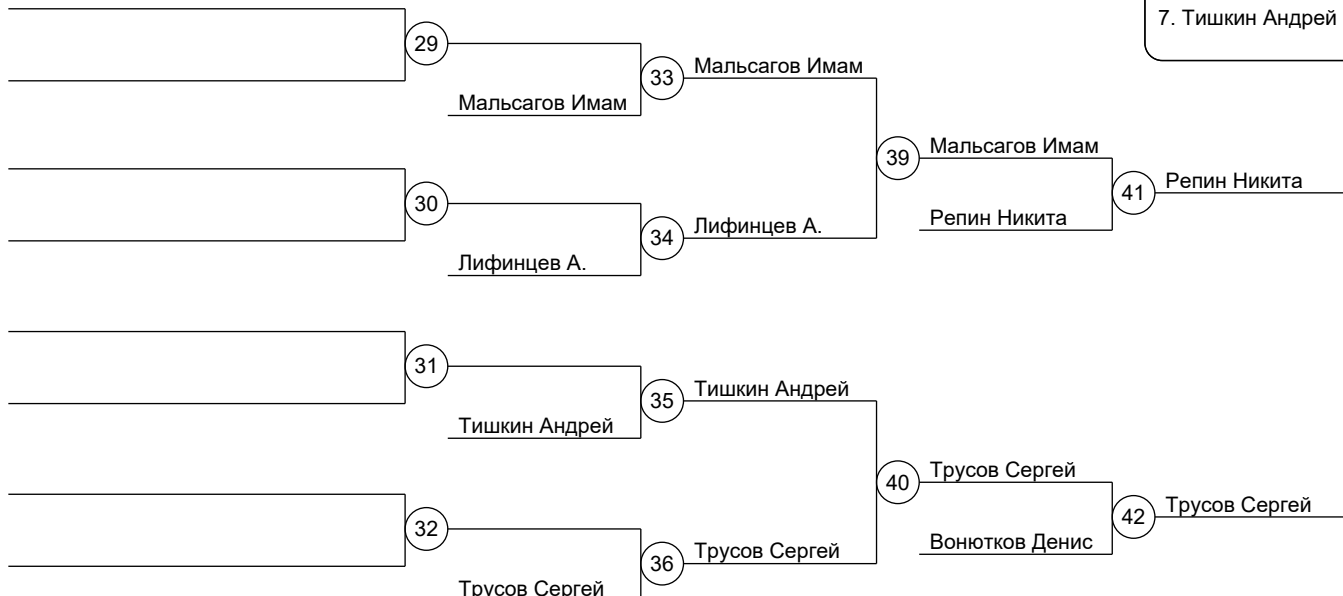 7. Тишкин Андрей
29
33
Мальсагов Имам
Мальсагов Имам
39
Мальсагов Имам
30
41
Репин Никита
34
Лифинцев А.
Репин Никита
Лифинцев А.
31
35
Тишкин Андрей
Тишкин Андрей
40
Трусов Сергей
32
42
Трусов Сергей
36
Трусов Сергей
Вонютков Денис
Трусов Сергей